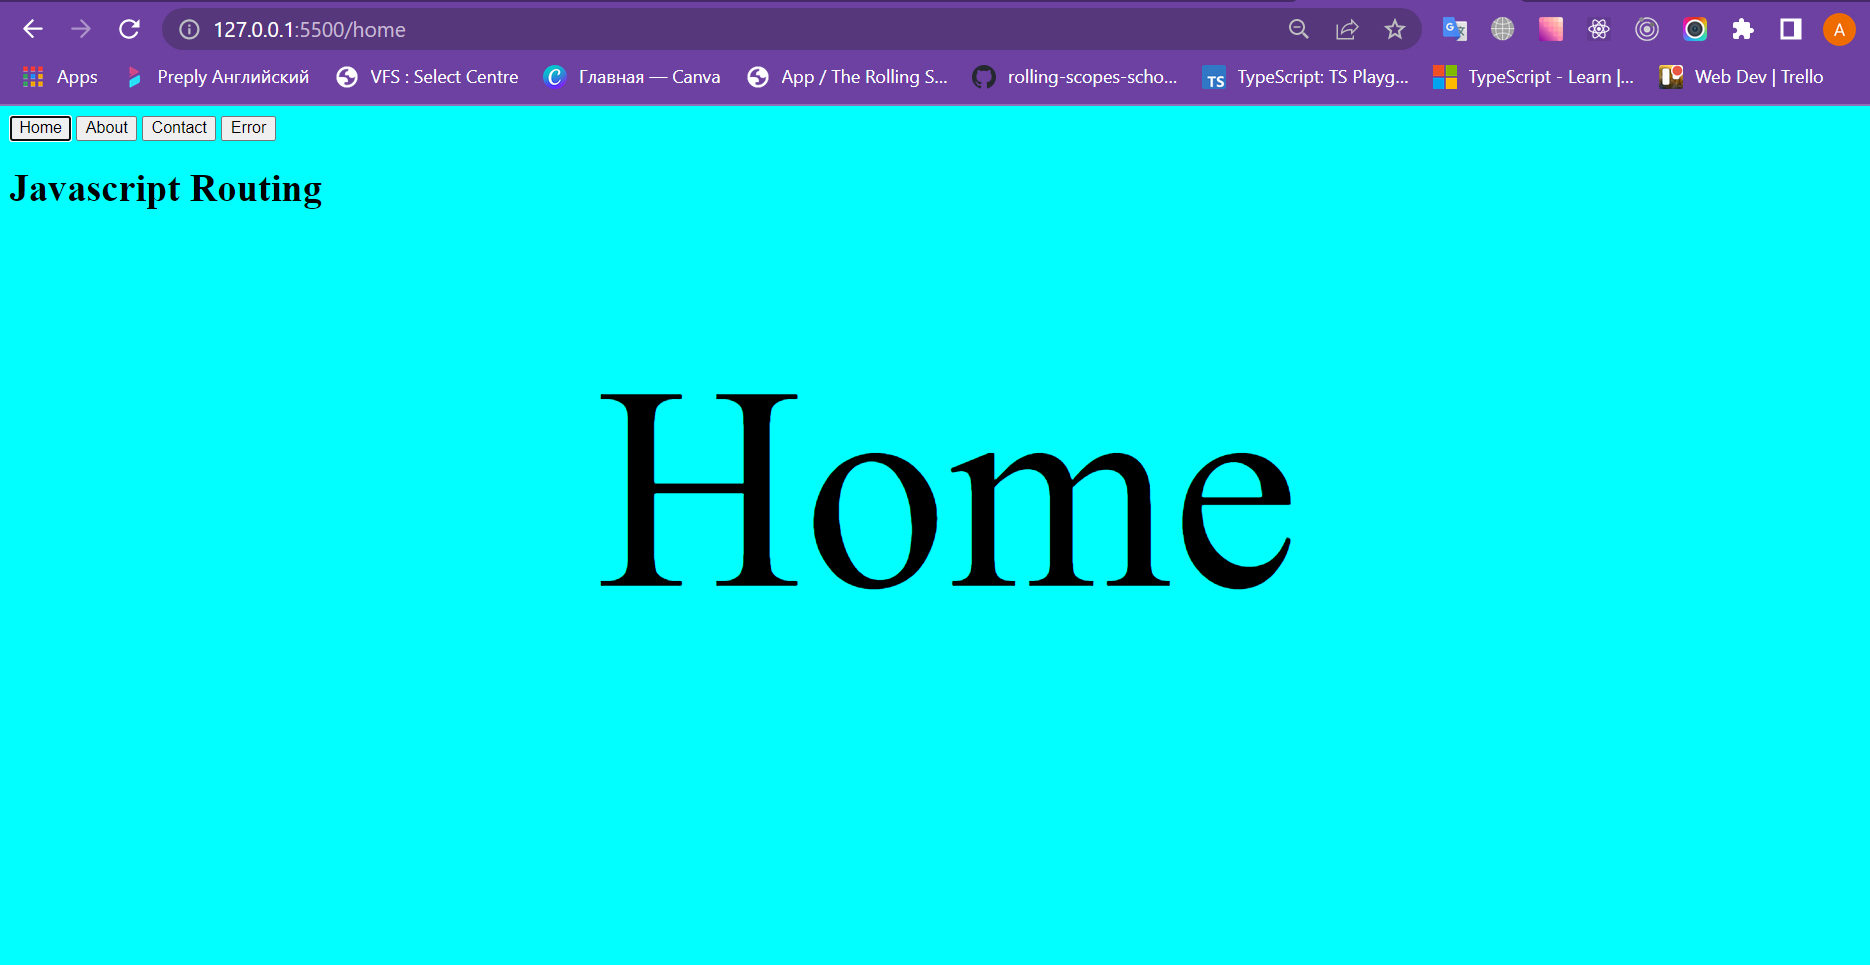 127.0.0.1:5500/home
A
Apps Preply Английский VFS : Select Centre Главная — Canva App / The Rolling S... rolling-scopes-scho... TS TypeScript: TS Playg... TypeScript - Learn |... Web Dev | Trello
Home About Contact Error
Javascript Routing
Home